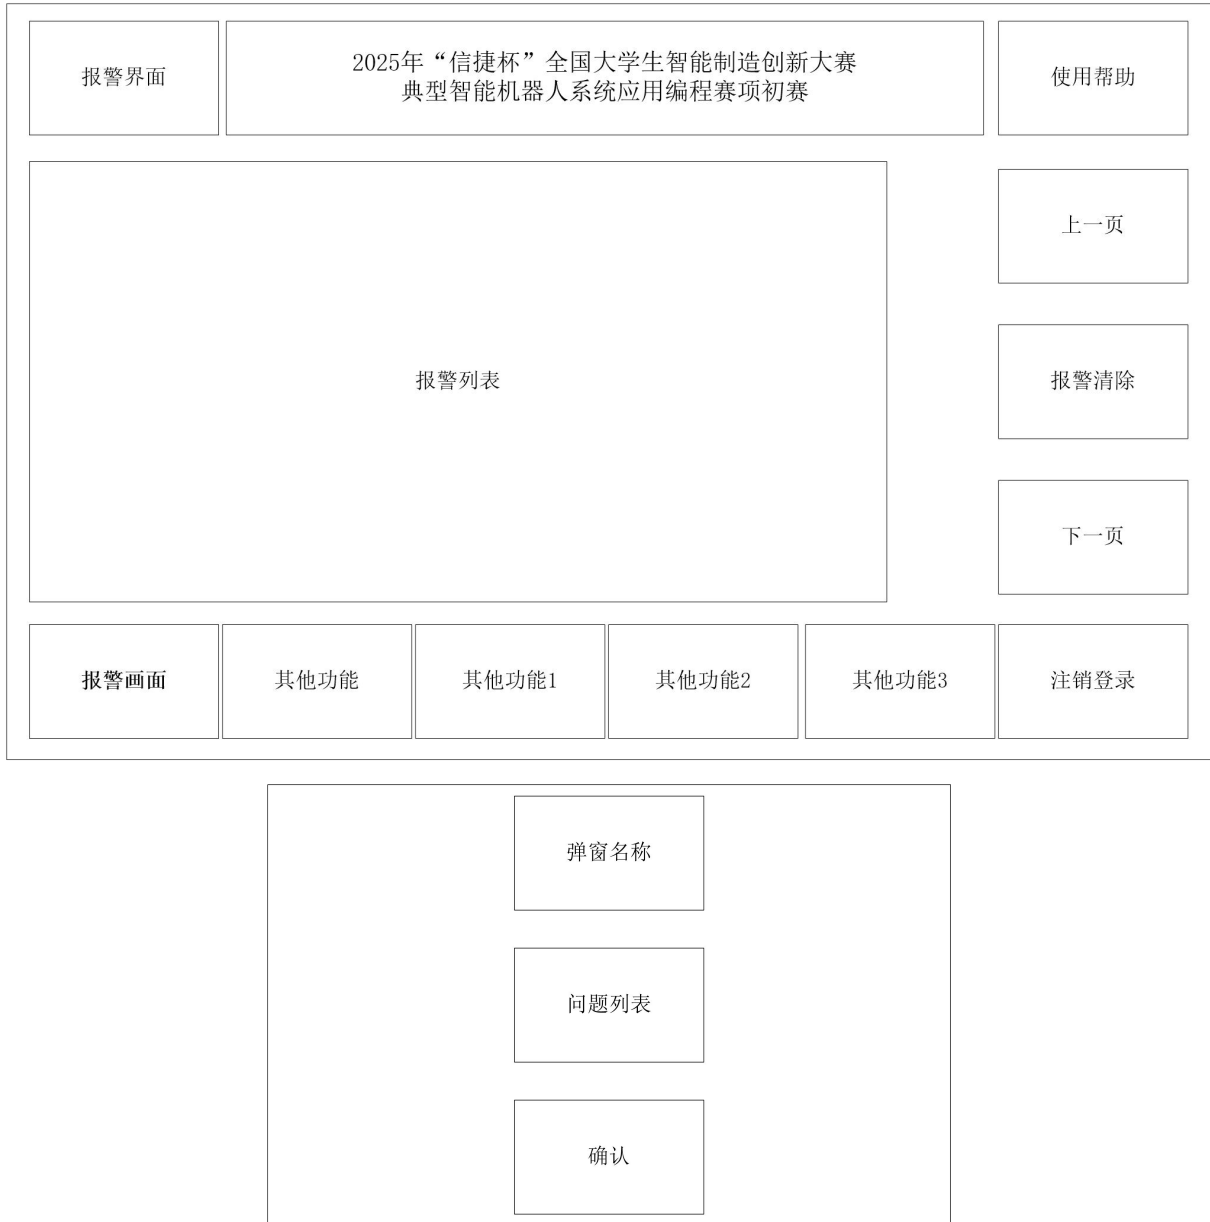 报警界面
2025年“信捷杯”全国大学生智能制造创新大赛
典型智能机器人系统应用编程赛项初赛
使用帮助
上一页
报警列表
报警清除
下一页
报警画面
其他功能
其他功能1
其他功能2
其他功能3
注销登录
弹窗名称
问题列表
确认